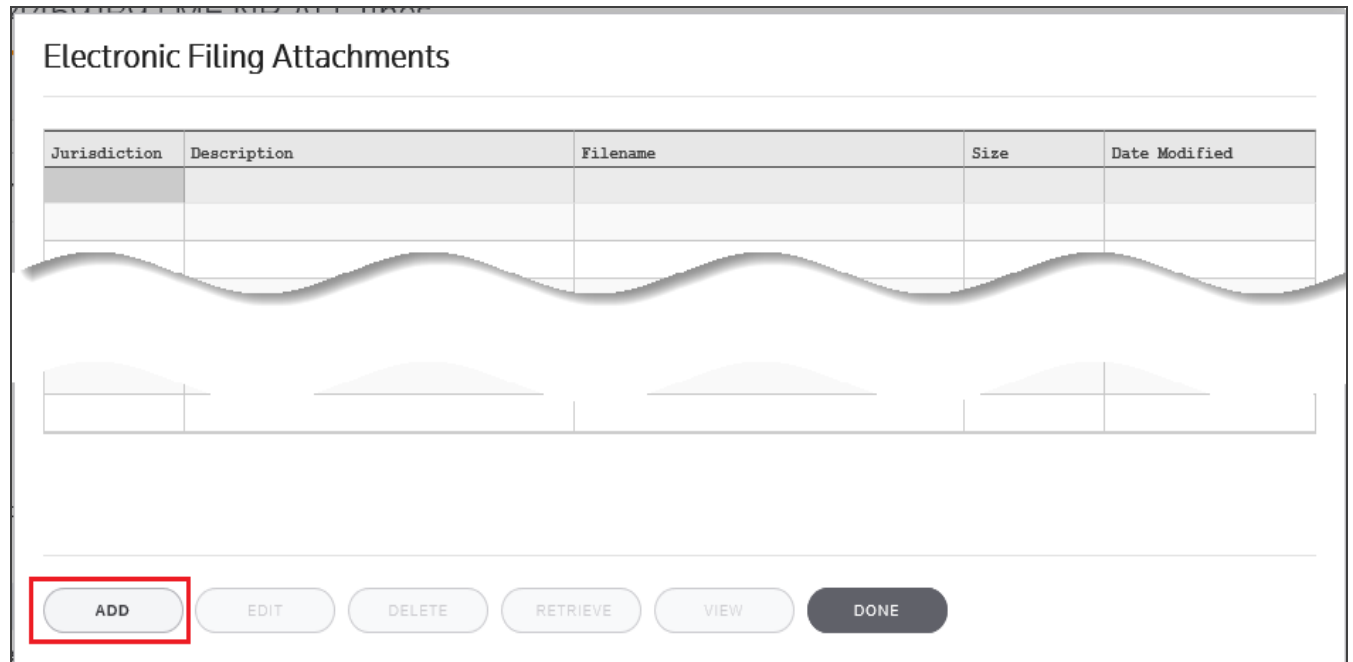 Electronic Filing Attachments
Jurisdiction Description Filename Size Date Modified
ADD EDIT DELETE RETRIEVE VIEW DONE